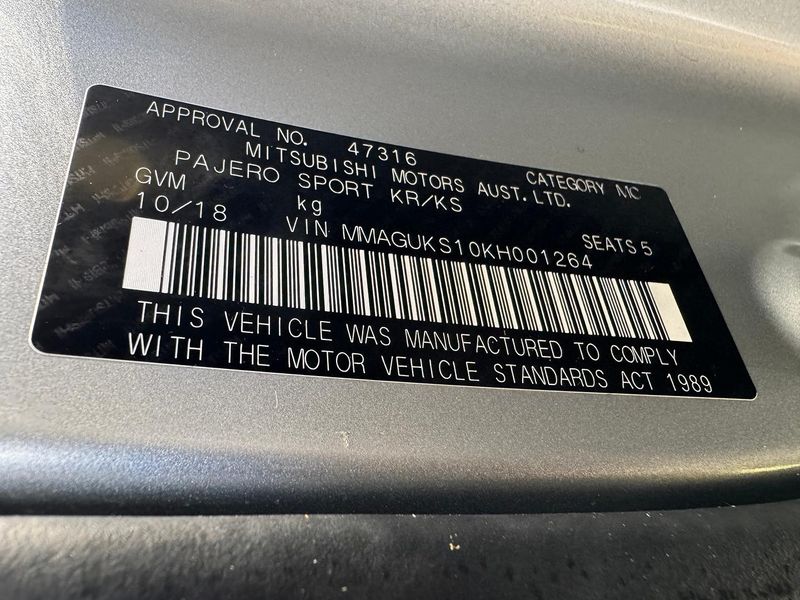 APPROVAL NO. 47316 CATEGORY MC
MITSUBISHI MOTORS AUST.LTD.
PAJERO SPORT KR/KS
GVM kg SEATS 5
10/18 VIN MMAGUKS10KH001264
THIS VEHICLE WAS MANUFACTURED TO COMPLY
WITH THE MOTOR VEHICLE STANDARDS ACT 1989